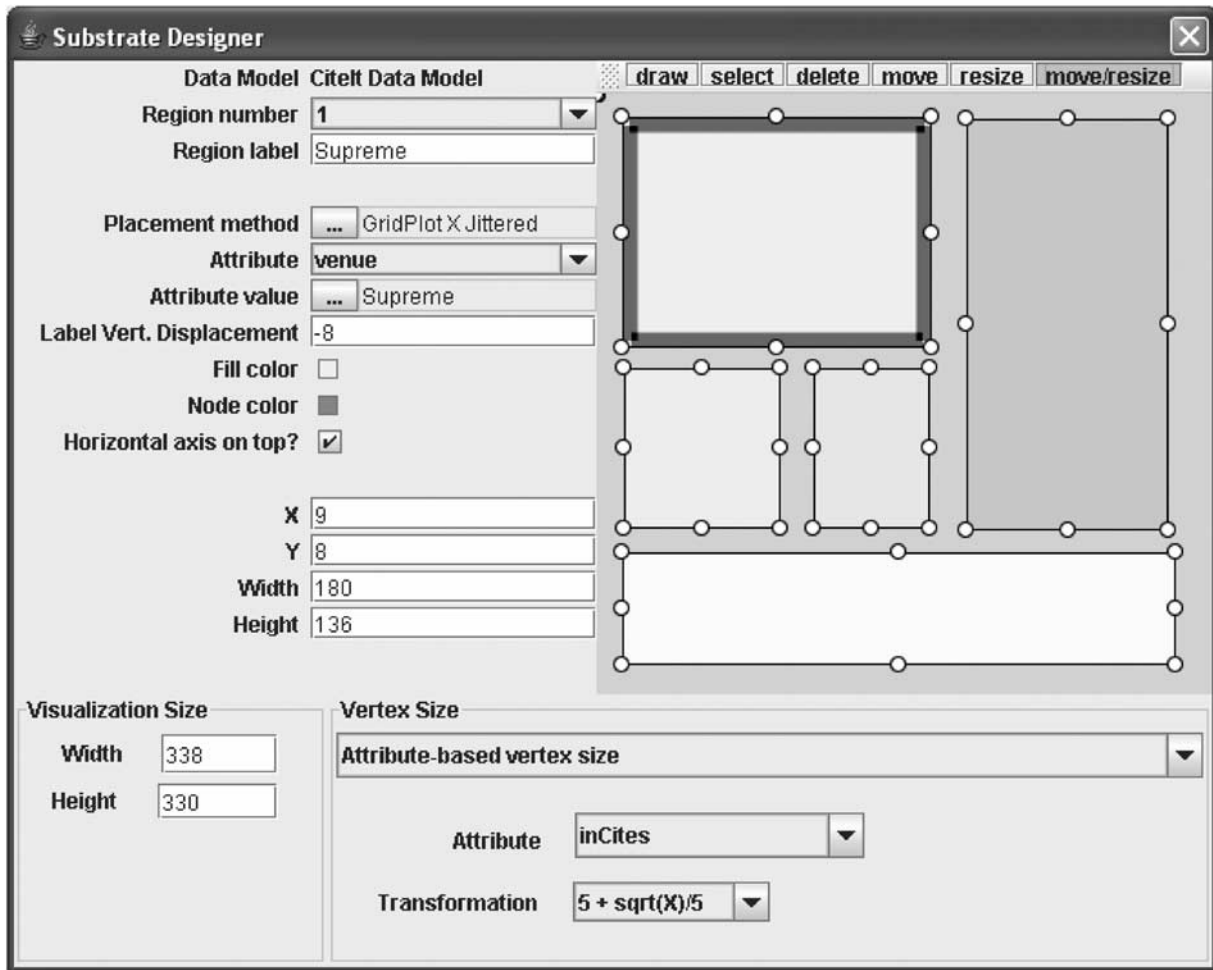 Substrate Designer
Data Model CiteIt Data Model
draw select delete move resize move/resize
Region number 1
Region label Supreme
Placement method ... GridPlot X Jittered
Attribute venue
Attribute value ... Supreme
Label Vert. Displacement -8
Fill color
Node color
Horizontal axis on top?
X 9
Y 8
Width 180
Height 136
Visualization Size
Width 338
Height 330
Vertex Size
Attribute-based vertex size
Attribute inCites
Transformation 5 + sqrt(X)/5